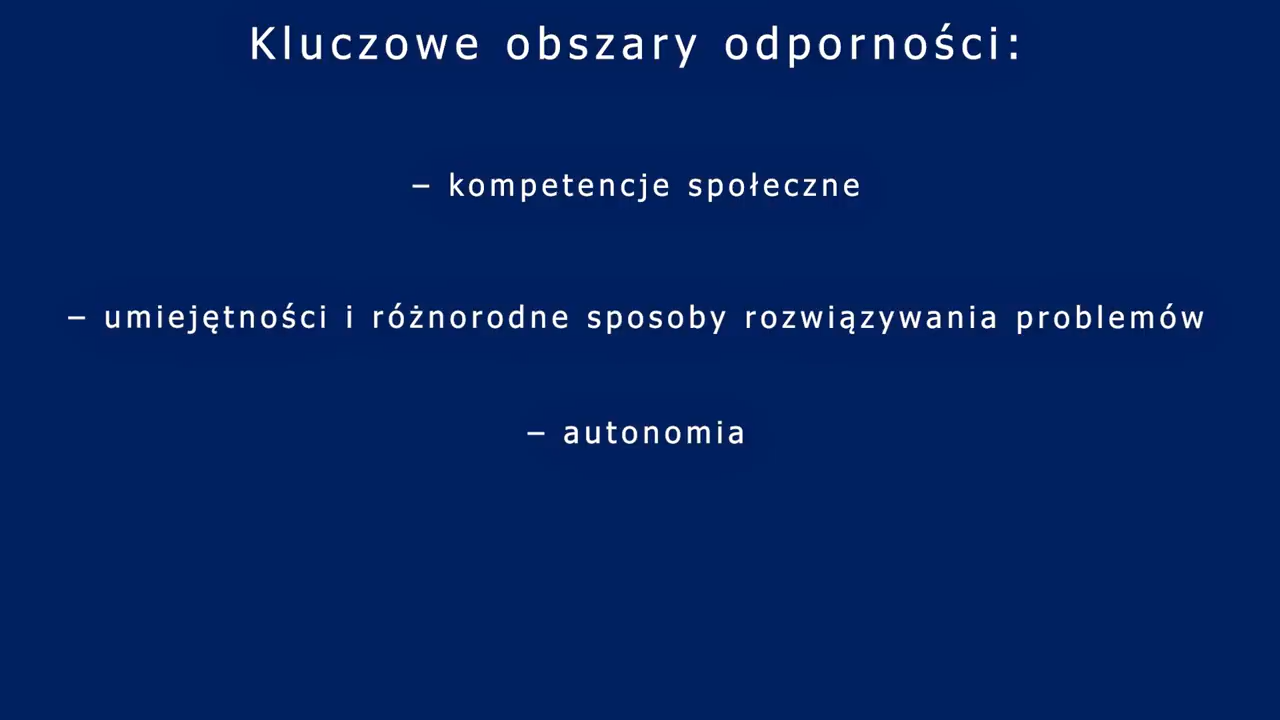 Kluczowe obszary odporności:
– kompetencje społeczne
– umiejętności i różnorodne sposoby rozwiązywania problemów
– autonomia